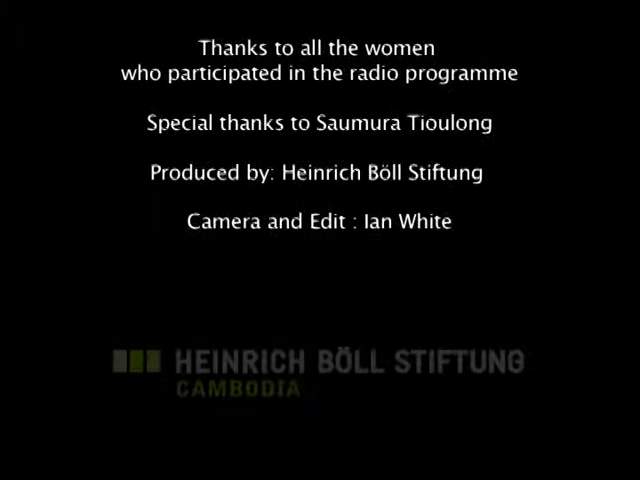 Thanks to all the women
who participated in the radio programme
Special thanks to Saumura Tioulong
Produced by: Heinrich Böll Stiftung
Camera and Edit : Ian White
HEINRICH BÖLL STIFTUNG
CAMBODIA